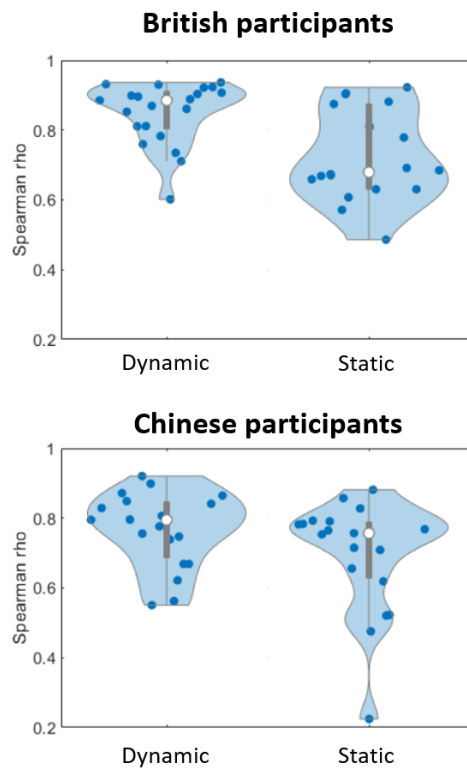 British participants
1
0.8
0.6
0.4
0.2
Spearman rho
Dynamic
Static
Chinese participants
1
0.8
0.6
0.4
0.2
Spearman rho
Dynamic
Static